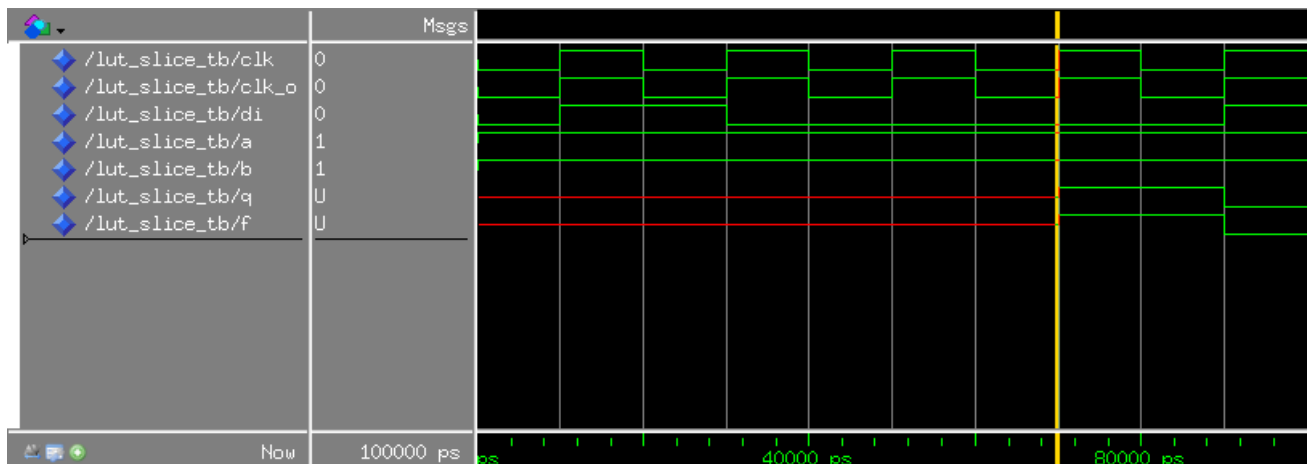 Msgs
/lut_slice_tb/clk 0
/lut_slice_tb/clk_o 0
/lut_slice_tb/di 0
/lut_slice_tb/a 1
/lut_slice_tb/b 1
/lut_slice_tb/q U
/lut_slice_tb/f U
Now 100000 ps ps 40000 ps 80000 ps